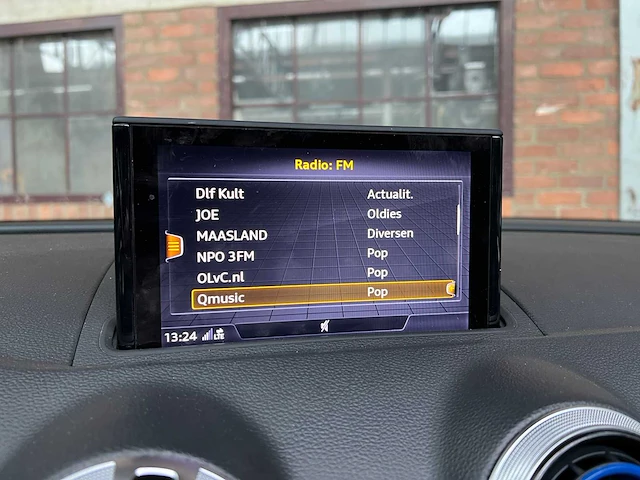 Radio: FM
Dlf Kult Actualit.
JOE Oldies
MAASLAND Diversen
NPO 3FM Pop
OLvC.nl Pop
Qmusic Pop
13:24 LTE